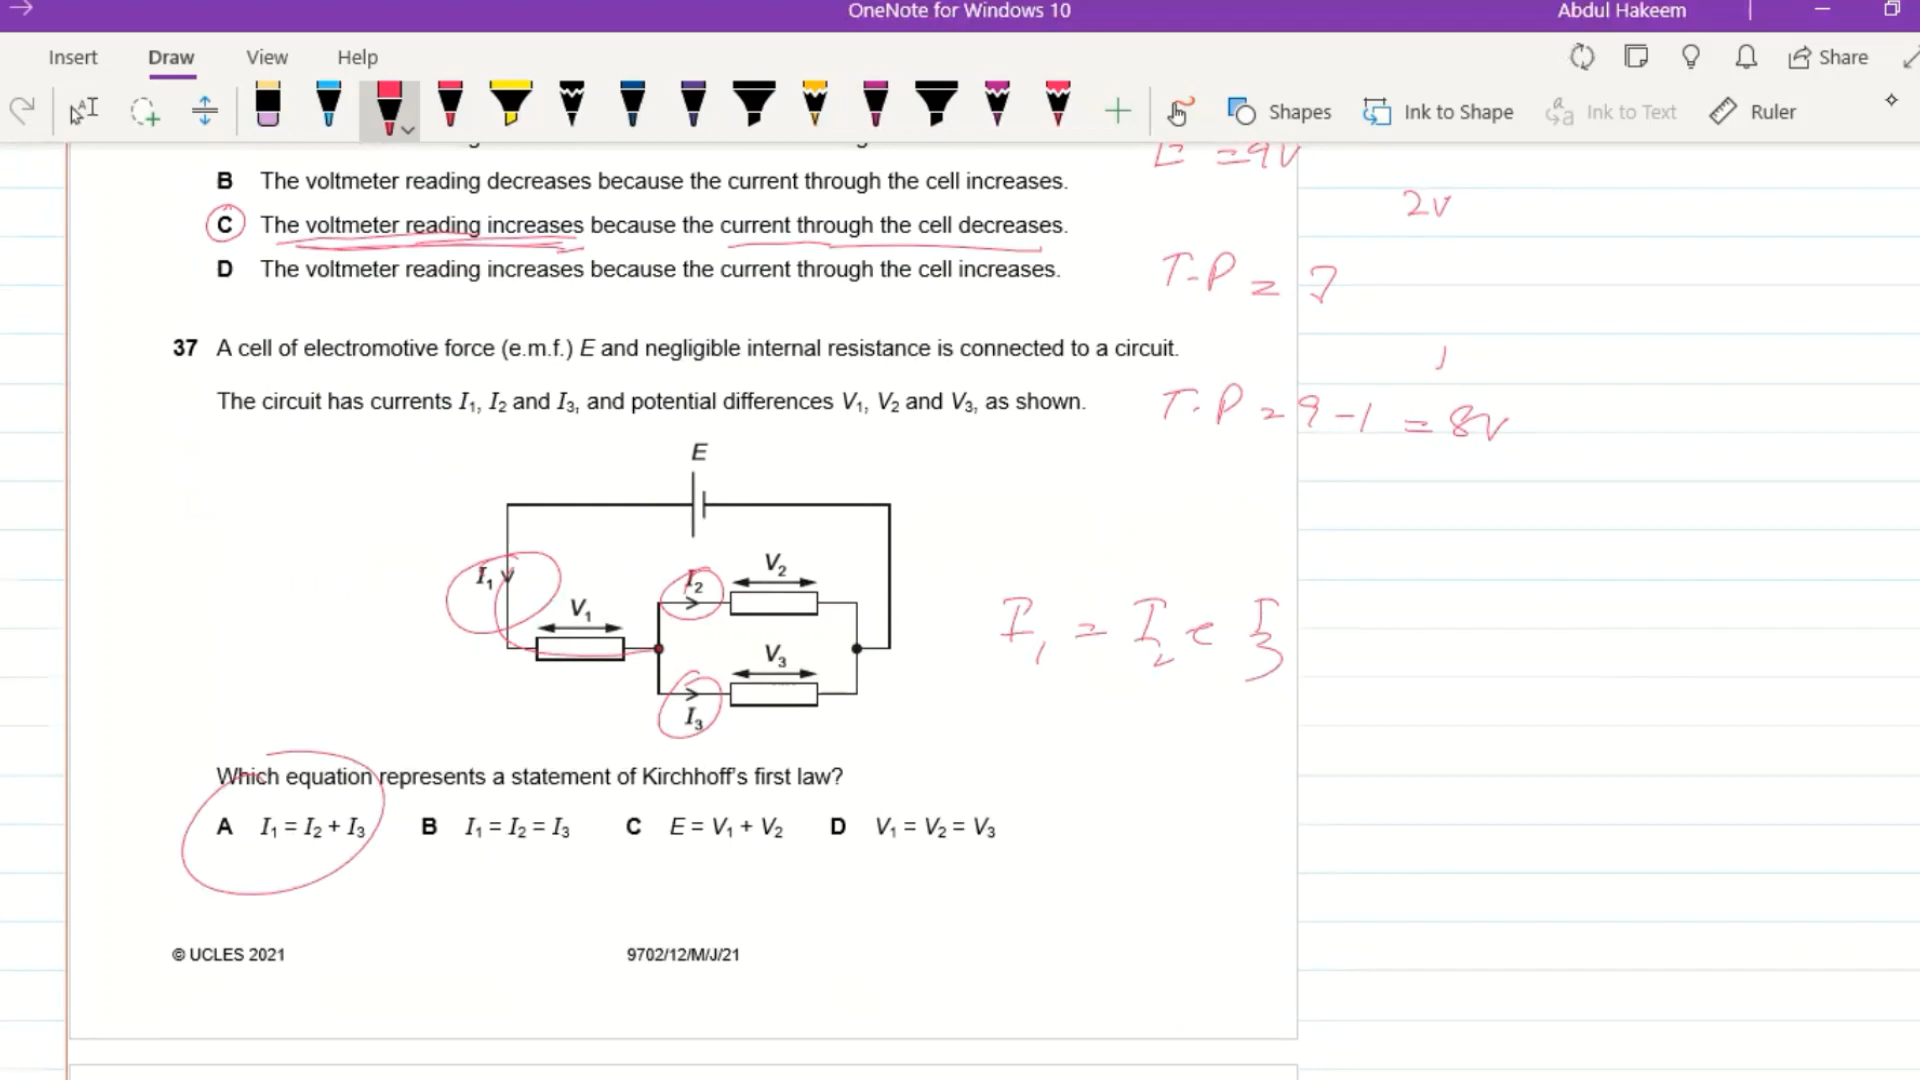 OneNote for Windows 10
Abdul Hakeem
Insert Draw View Help
Share
Shapes Ink to Shape Ink to Text Ruler
E = 9V
B The voltmeter reading decreases because the current through the cell increases.
2V
C The voltmeter reading increases because the current through the cell decreases.
D The voltmeter reading increases because the current through the cell increases.
T.P = 7
37 A cell of electromotive force (e.m.f.) E and negligible internal resistance is connected to a circuit.
1
The circuit has currents I₁, I₂ and I₃, and potential differences V₁, V₂ and V₃, as shown.
T.P = 9 - 1 = 8V
E
V₂
I₁
I₂
V₁
V₃
I₃
I₁ = I₂ + I₃
Which equation represents a statement of Kirchhoff's first law?
A I₁ = I₂ + I₃ B I₁ = I₂ = I₃ C E = V₁ + V₂ D V₁ = V₂ = V₃
© UCLES 2021
9702/12/M/J/21